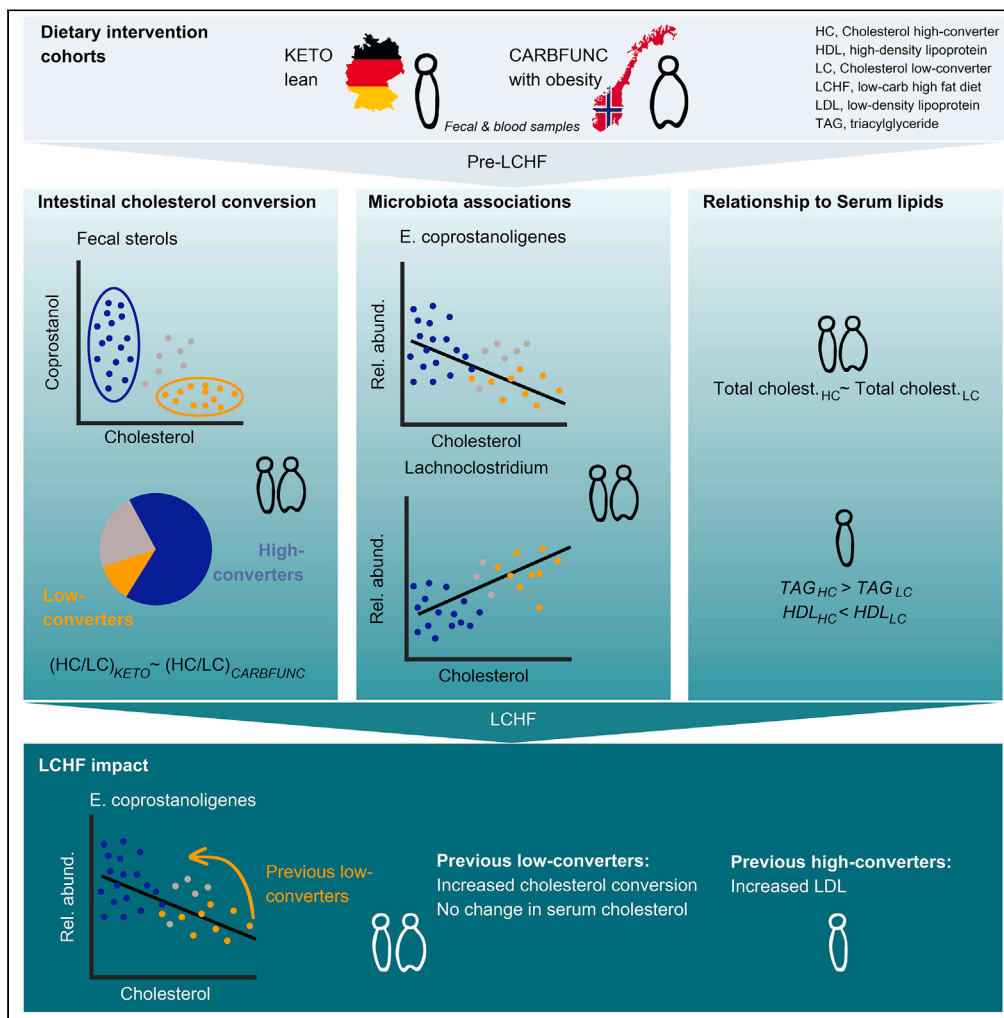 Dietary intervention
cohorts
KETO
lean
CARBFUNC
with obesity
Fecal & blood samples
HC, Cholesterol high-converter
HDL, high-density lipoprotein
LC, Cholesterol low-converter
LCHF, low-carb high fat diet
LDL, low-density lipoprotein
TAG, triacylglyceride
Pre-LCHF
Intestinal cholesterol conversion
Fecal sterols
Coprostanol
Cholesterol
High-
converters
Low-
converters
(HC/LC)KETO ~ (HC/LC)CARBFUNC
Microbiota associations
E. coprostanoligenes
Rel. abund.
Cholesterol
Lachnoclostridium
Rel. abund.
Cholesterol
Relationship to Serum lipids
Total cholest.HC ~ Total cholest.LC
TAGHC > TAGLC
HDLHC < HDLLC
LCHF
LCHF impact
E. coprostanoligenes
Rel. abund.
Cholesterol
Previous low-
converters
Previous low-converters:
Increased cholesterol conversion
No change in serum cholesterol
Previous high-converters:
Increased LDL